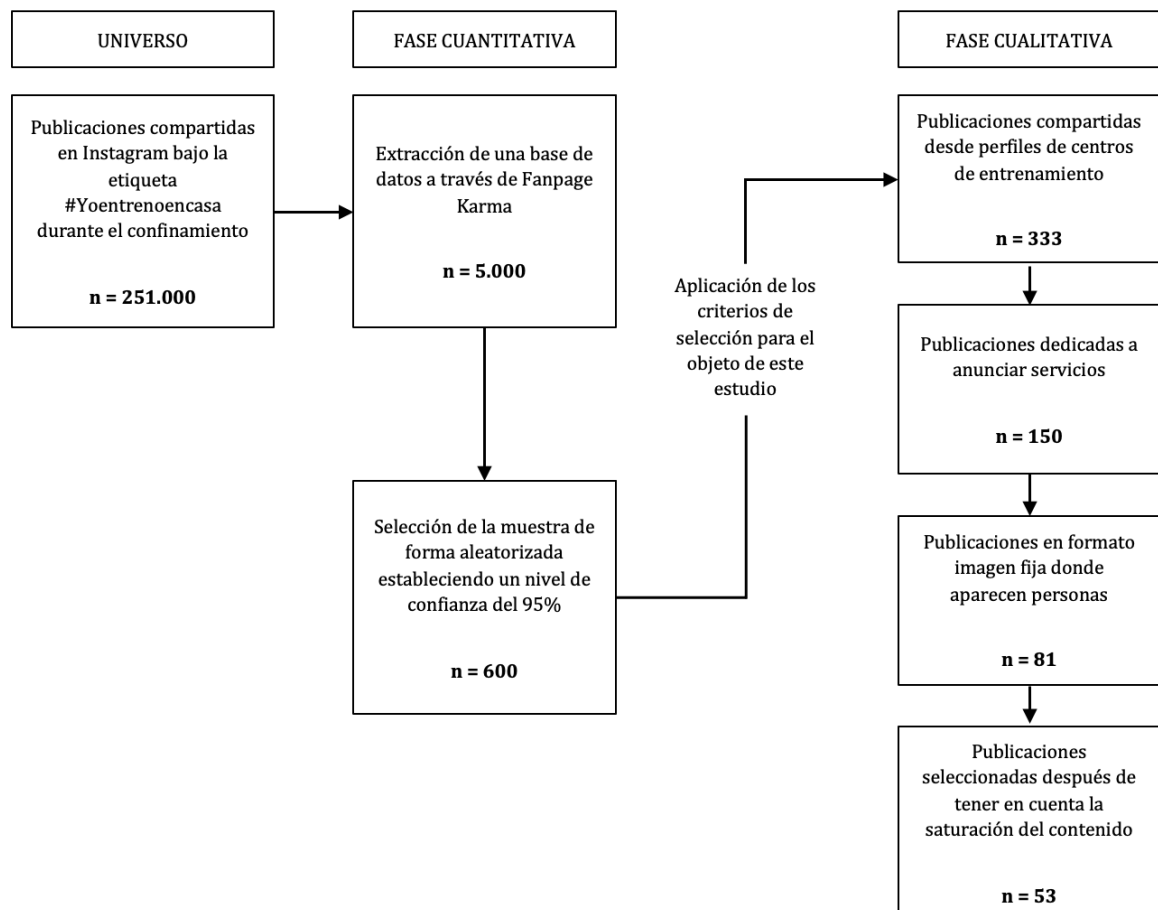 UNIVERSO
FASE CUANTITATIVA
FASE CUALITATIVA
Publicaciones compartidas
en Instagram bajo la
etiqueta
#Yoentrenoencasa
durante el confinamiento
n = 251.000
Extracción de una base de
datos a través de Fanpage
Karma
n = 5.000
Selección de la muestra de
forma aleatorizada
estableciendo un nivel de
confianza del 95%
n = 600
Aplicación de los
criterios de
selección para el
objeto de este
estudio
Publicaciones compartidas
desde perfiles de centros
de entrenamiento
n = 333
Publicaciones dedicadas a
anunciar servicios
n = 150
Publicaciones en formato
imagen fija donde
aparecen personas
n = 81
Publicaciones
seleccionadas después de
tener en cuenta la
saturación del contenido
n = 53